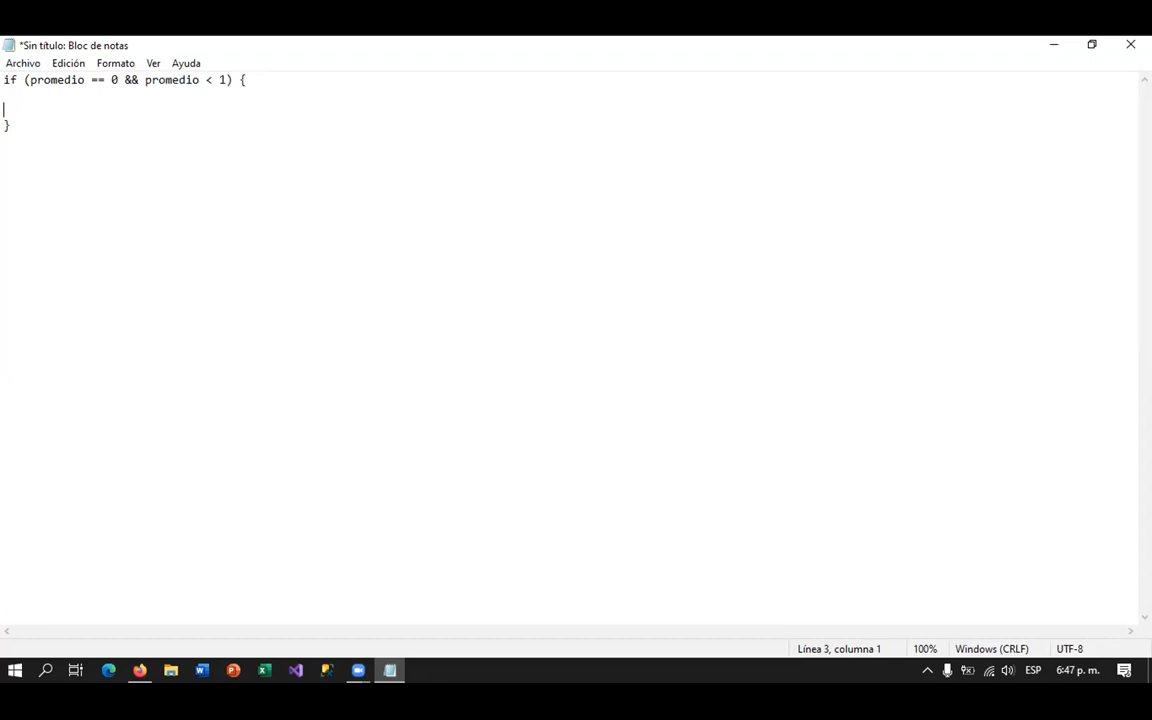 *Sin título: Bloc de notas
Archivo Edición Formato Ver Ayuda
if (promedio == 0 && promedio < 1) {
}
Línea 3, columna 1 100% Windows (CRLF) UTF-8
ESP 6:47 p. m.